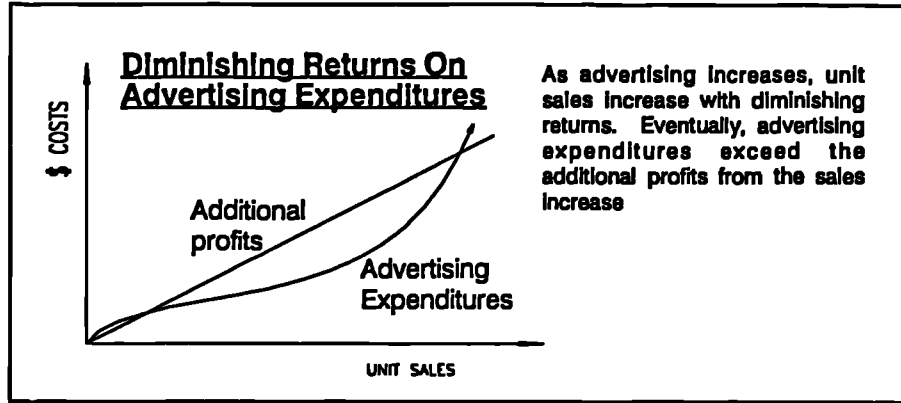 Diminishing Returns On
Advertising Expenditures
As advertising increases, unit
sales increase with diminishing
returns. Eventually, advertising
expenditures exceed the
additional profits from the sales
increase
$ COSTS
Additional
profits
Advertising
Expenditures
UNIT SALES